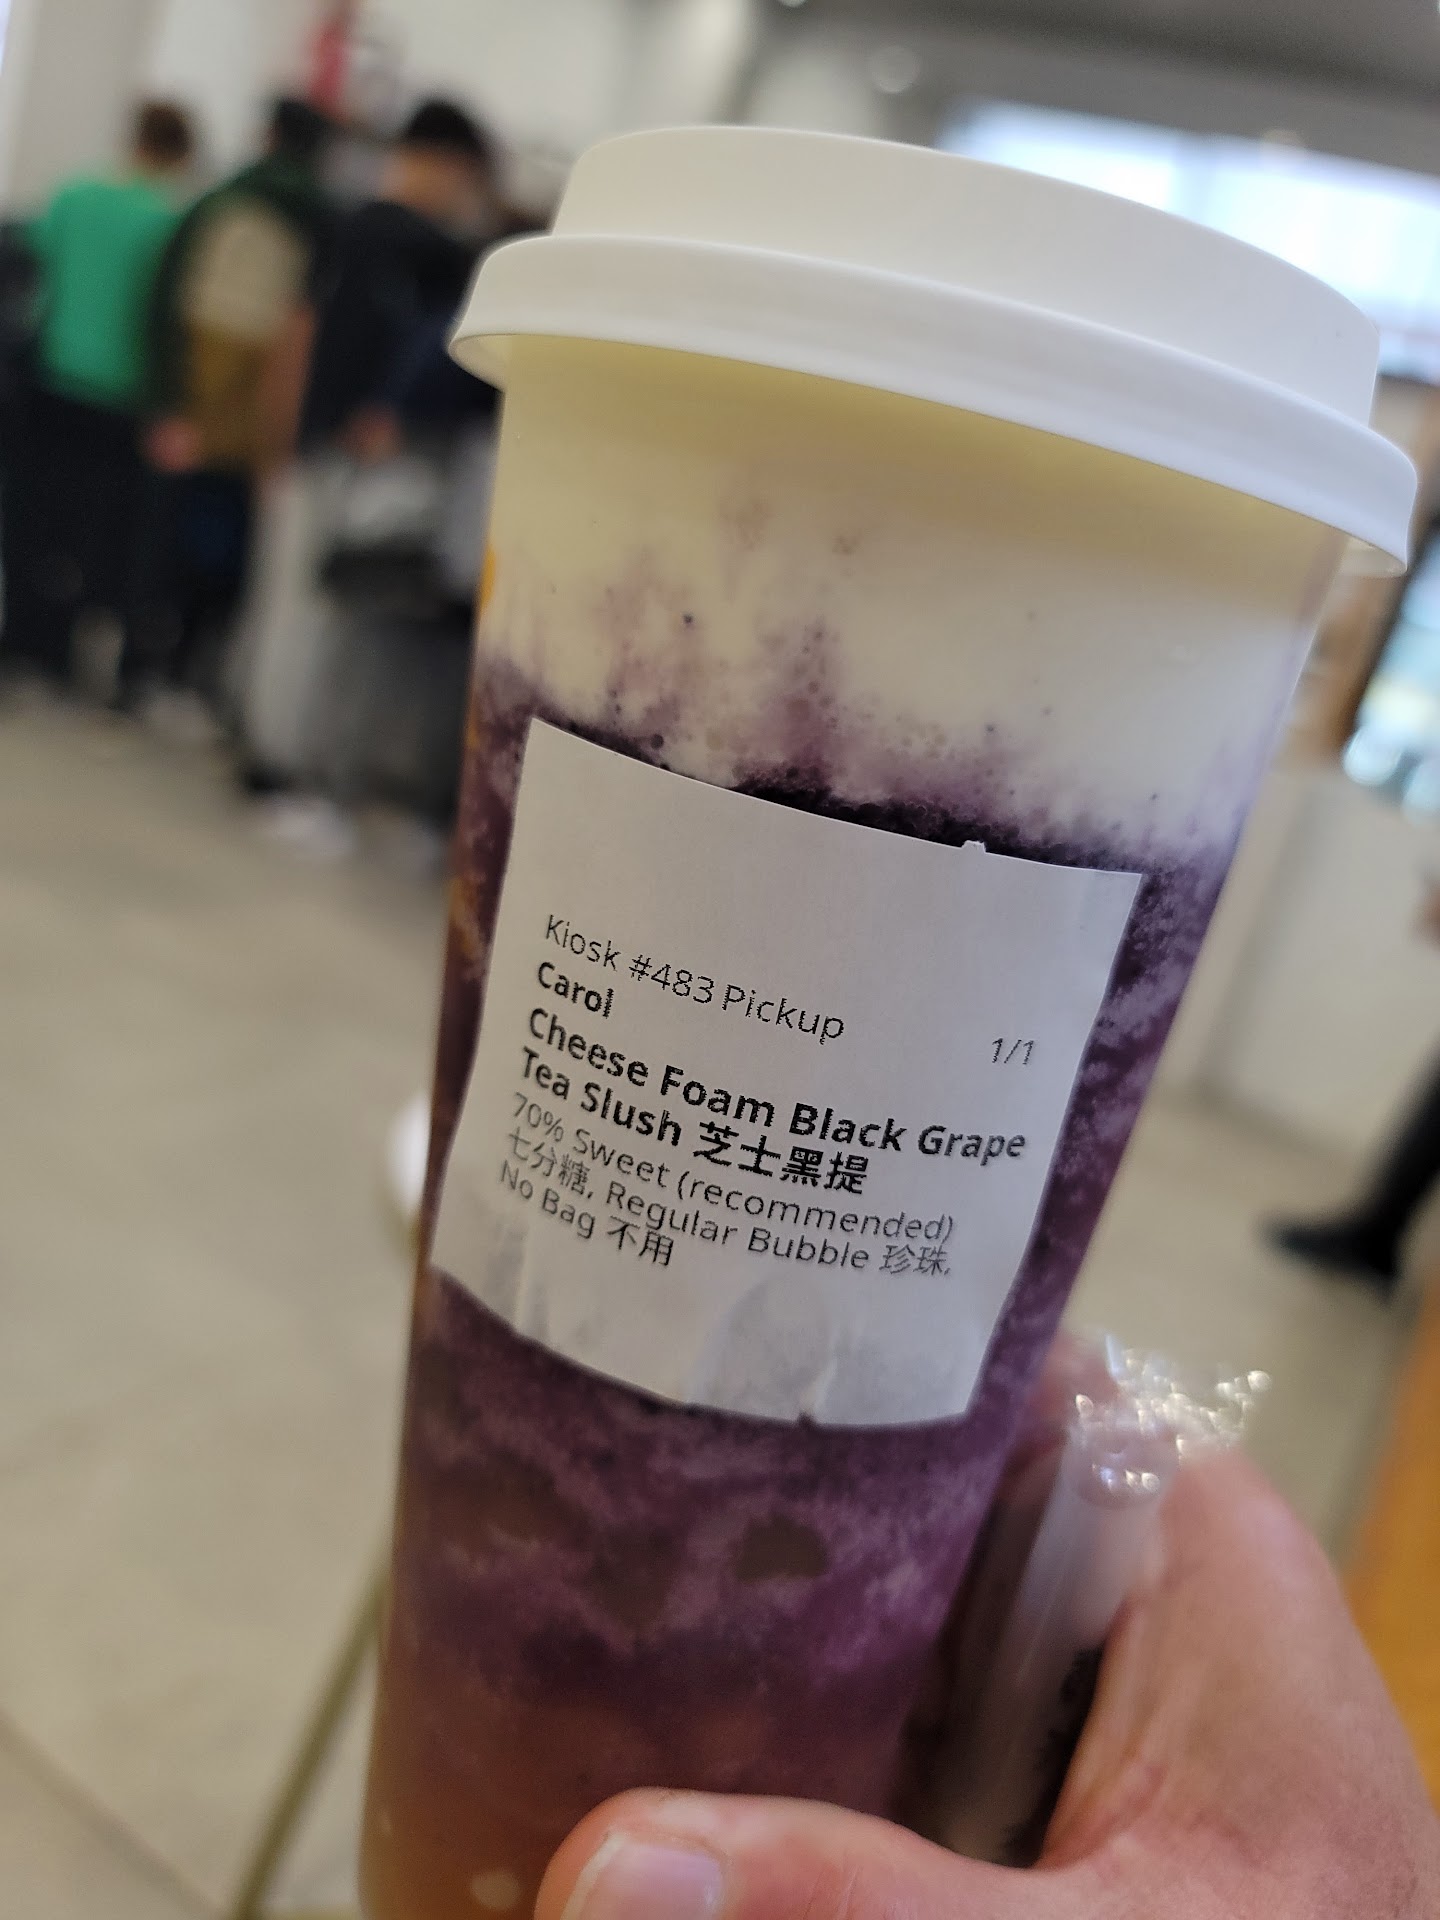 Kiosk #483 Pickup
1/1
Carol
Cheese Foam Black Grape
Tea Slush 芝士黑提
70% Sweet (recommended)
七分糖, Regular Bubble 珍珠,
No Bag 不用